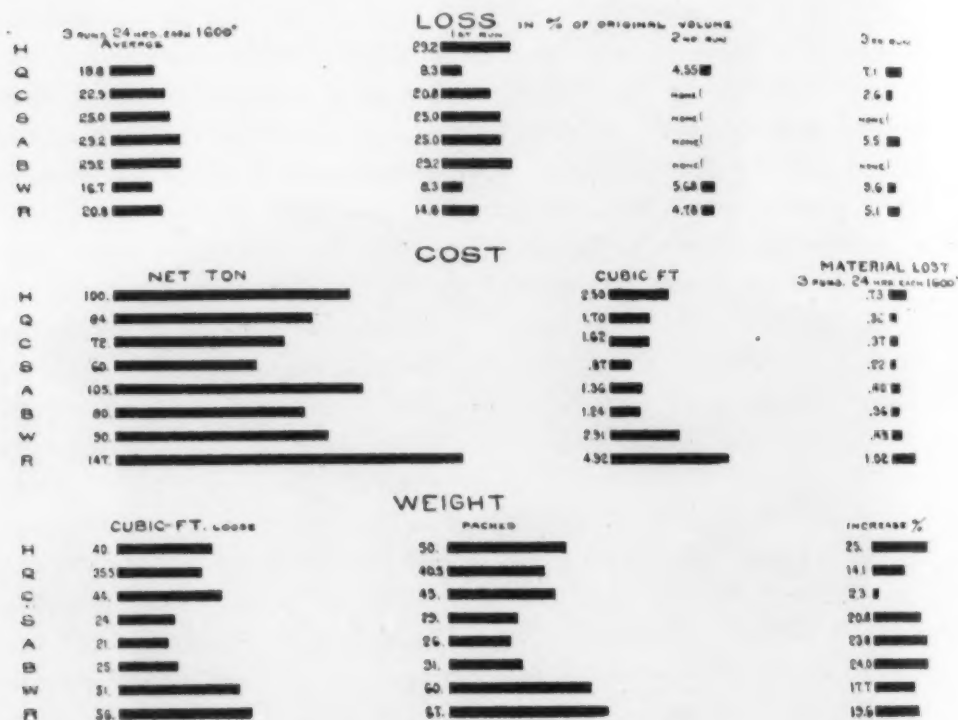 LOSS IN % OF ORIGINAL VOLUME
3 RUNS 24 HRS. EACH 1600° AVERAGE 1ST RUN 2ND RUN 3RD RUN
H 29.2
Q 18.8 8.3 4.55 7.1
C 22.9 20.8 NONE! 2.6
S 25.0 25.0 NONE! NONE!
A 29.2 25.0 NONE! 5.5
B 29.2 29.2 NONE! NONE!
W 16.7 8.3 5.68 3.6
R 20.8 14.6 4.78 5.1
COST
NET TON CUBIC FT MATERIAL LOST
3 RUNS. 24 HRS EACH 1600°
H 100. 2.50 .73
Q 84. 1.70
C 72. 1.62 .37
S 60. .87 .22
A 105. 1.36 .40
B 80. 1.24 .36
W 90. 2.91
R 147. 4.92 1.02
WEIGHT
CUBIC-FT. LOOSE PACKED INCREASE %
H 40. 50. 25.
Q 35.5 40.5 14.1
C 44. 45. 2.3
S 24. 29. 20.8
A 21. 26. 23.8
B 25 31. 24.0
W 51. 60. 17.7
R 56. 67. 19.6